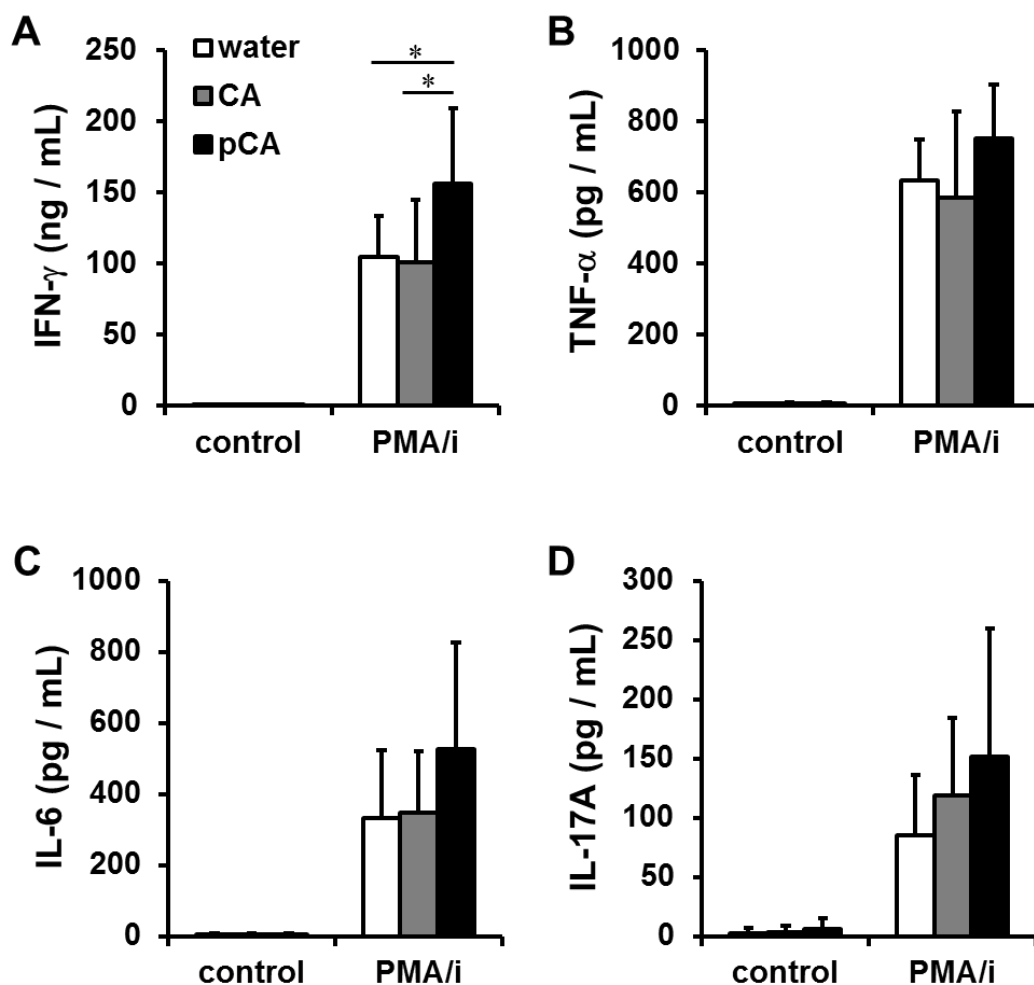 A
IFN-γ (ng / mL)
250
200
150
100
50
0
water
CA
pCA
*
*
control PMA/i
B
TNF-α (pg / mL)
1000
800
600
400
200
0
control PMA/i
C
IL-6 (pg / mL)
1000
800
600
400
200
0
control PMA/i
D
IL-17A (pg / mL)
300
250
200
150
100
50
0
control PMA/i